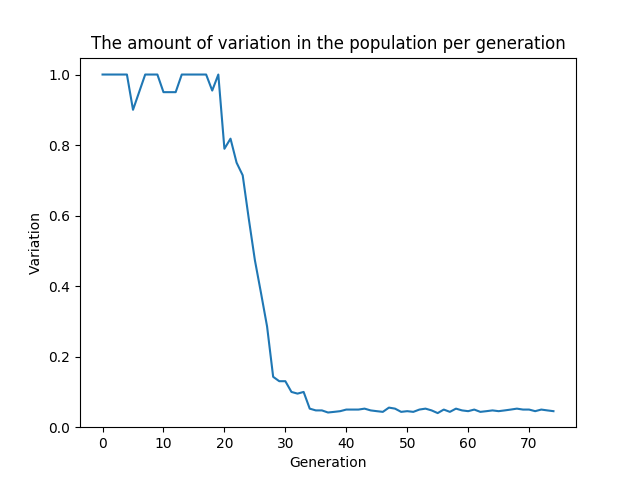 The amount of variation in the population per generation
1.0
0.8
0.6
0.4
0.2
0.0
Variation
0 10 20 30 40 50 60 70
Generation